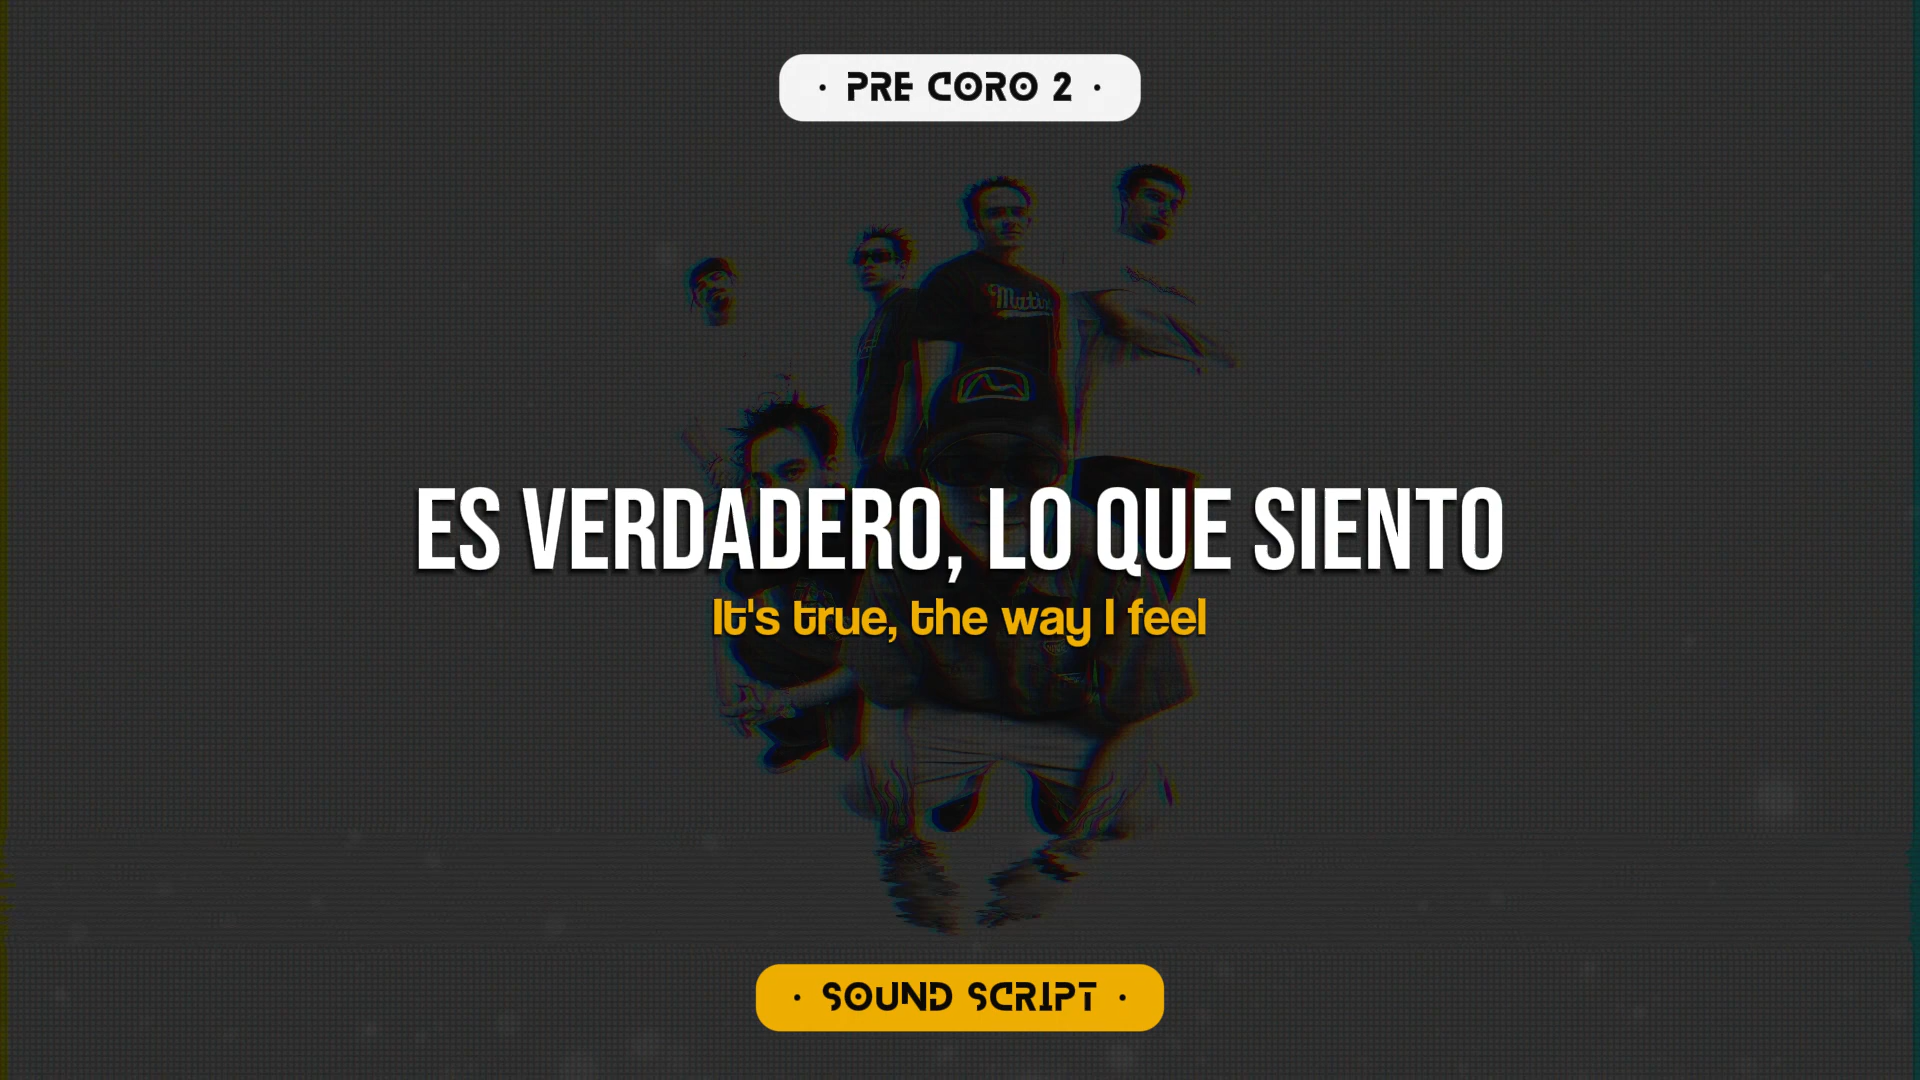 · PRE CORO 2 ·
ES VERDADERO, LO QUE SIENTO
It's true, the way I feel
· SOUND SCRIPT ·